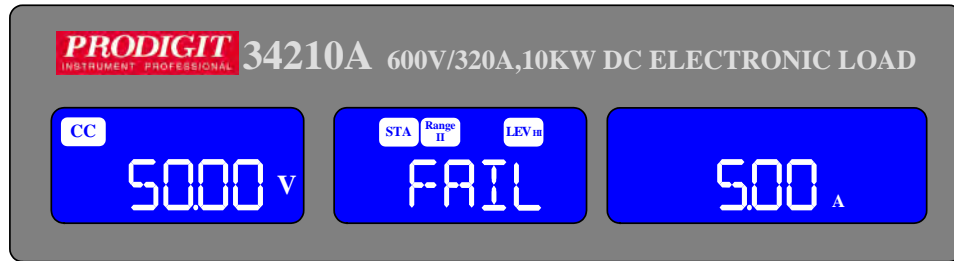 PRODIGIT 34210A 600V/320A,10KW DC ELECTRONIC LOAD
INSTRUMENT PROFESSIONAL
CC STA Range II LEV HI
50.00 V FAIL 5.00 A